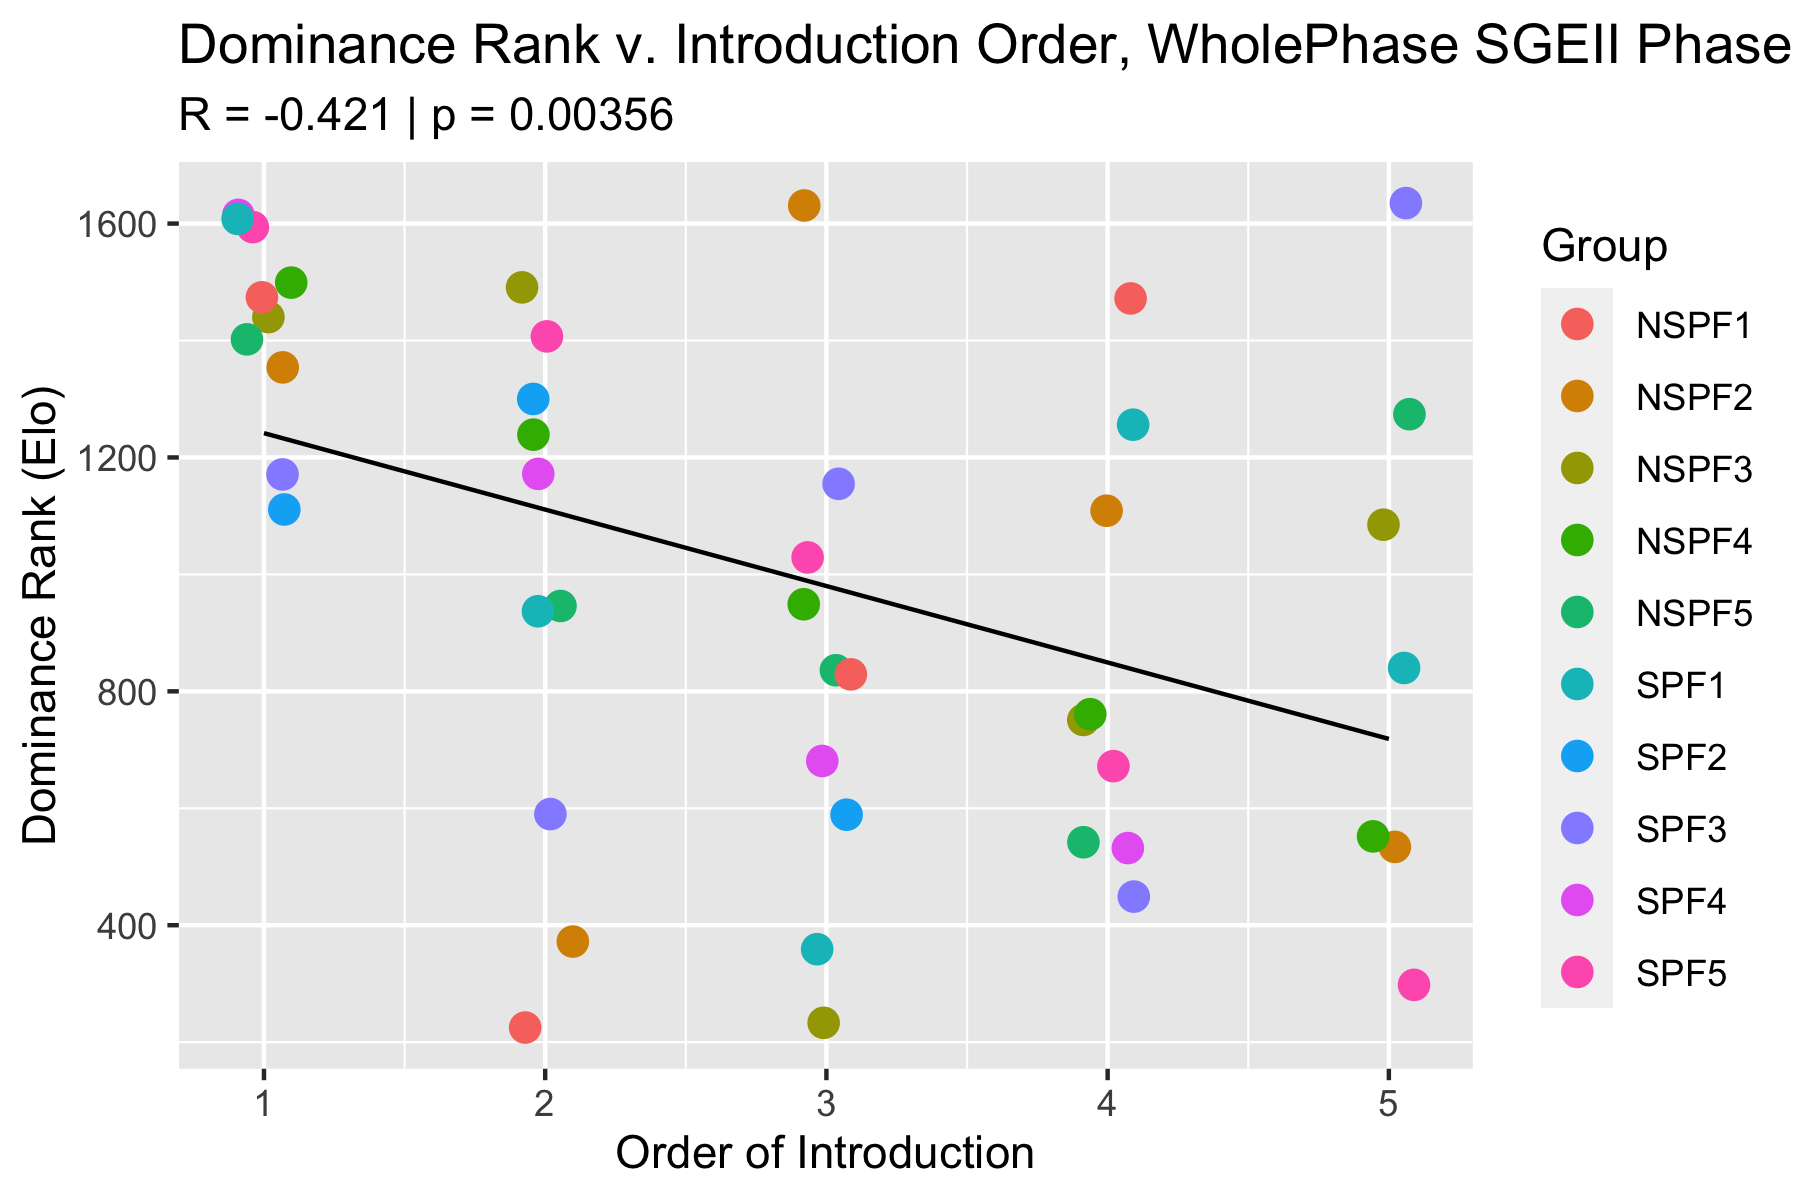 Dominance Rank v. Introduction Order, WholePhase SGEII Phase
R = -0.421 | p = 0.00356
Dominance Rank (Elo)
1600
1200
800
400
1
2
3
4
5
Order of Introduction
Group
NSPF1
NSPF2
NSPF3
NSPF4
NSPF5
SPF1
SPF2
SPF3
SPF4
SPF5